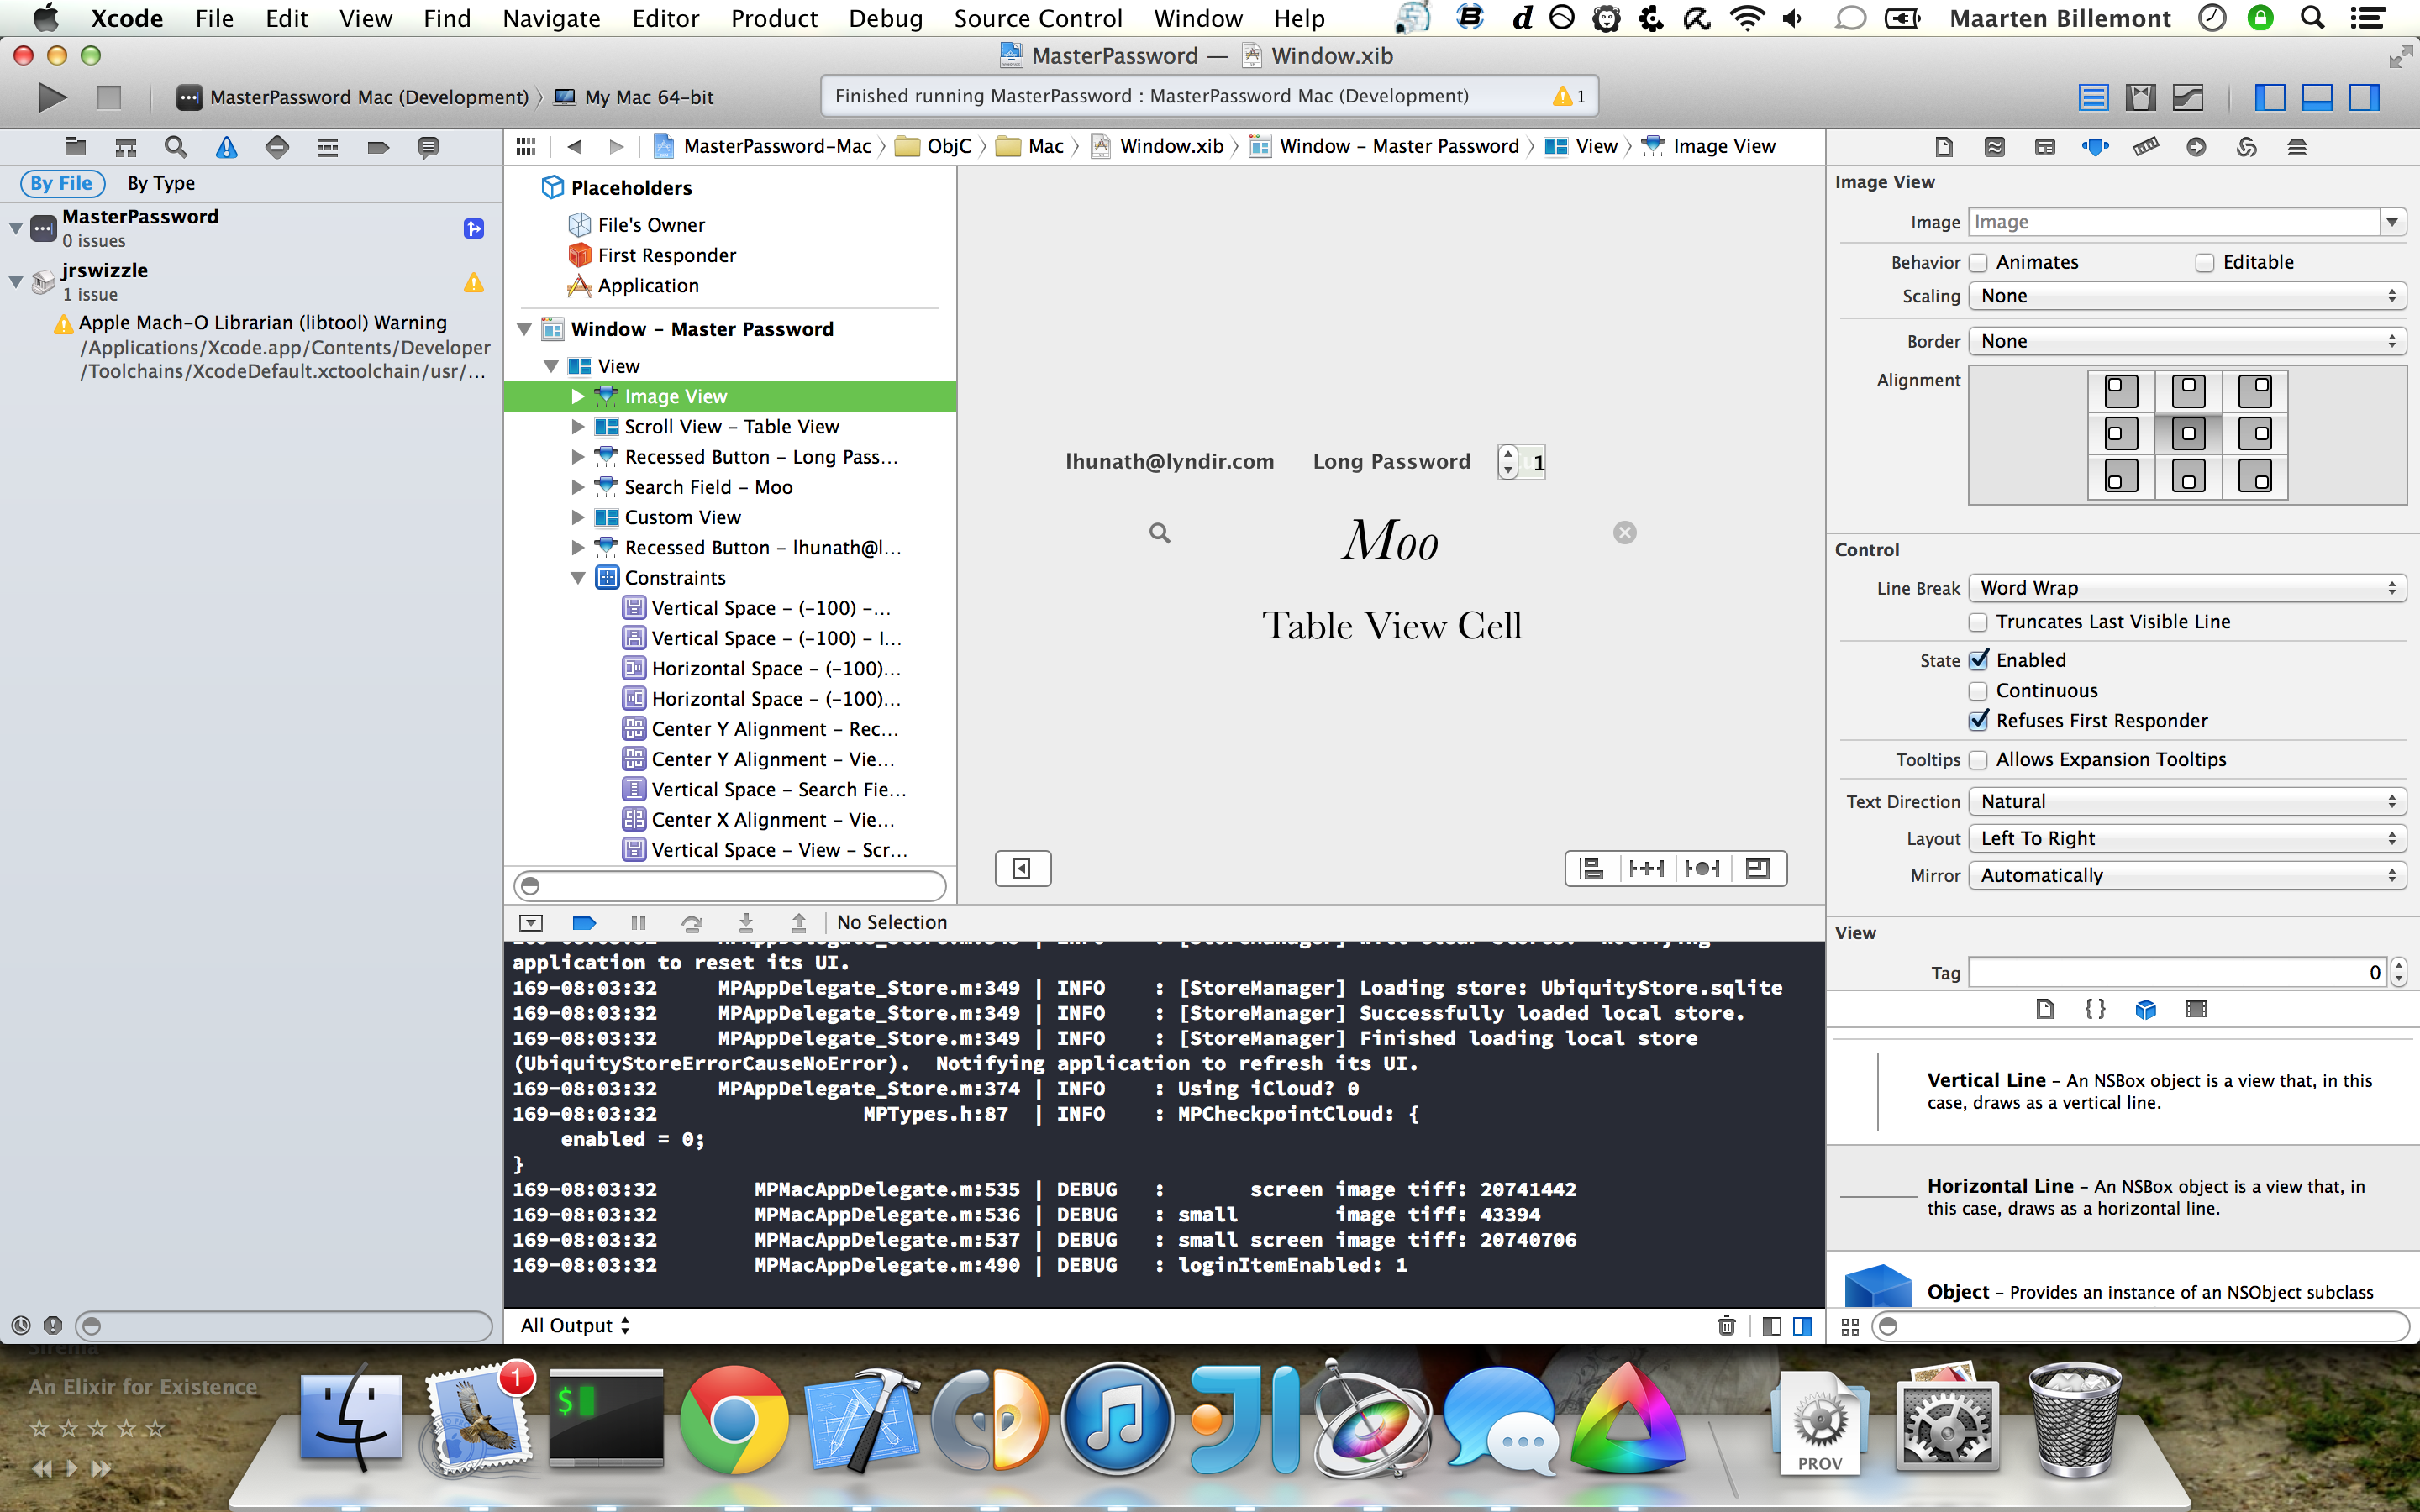 Xcode File Edit View Find Navigate Editor Product Debug Source Control Window Help Maarten Billemont
MasterPassword — Window.xib
MasterPassword Mac (Development) My Mac 64-bit
Finished running MasterPassword : MasterPassword Mac (Development) 1
MasterPassword-Mac ObjC Mac Window.xib Window – Master Password View Image View
By File By Type
MasterPassword
0 issues
jrswizzle
1 issue
Apple Mach-O Librarian (libtool) Warning
/Applications/Xcode.app/Contents/Developer
/Toolchains/XcodeDefault.xctoolchain/usr/...
Placeholders
File's Owner
First Responder
Application
Window – Master Password
View
Image View
Scroll View – Table View
Recessed Button – Long Pass...
Search Field – Moo
Custom View
Recessed Button – lhunath@l...
Constraints
Vertical Space – (-100) –...
Vertical Space – (-100) – I...
Horizontal Space – (-100)...
Horizontal Space – (-100)...
Center Y Alignment – Rec...
Center Y Alignment – Vie...
Vertical Space – Search Fie...
Center X Alignment – Vie...
Vertical Space – View – Scr...
lhunath@lyndir.com Long Password 1
Moo
Table View Cell
Image View
Image Image
Behavior Animates Editable
Scaling None
Border None
Alignment
Control
Line Break Word Wrap
Truncates Last Visible Line
State Enabled
Continuous
Refuses First Responder
Tooltips Allows Expansion Tooltips
Text Direction Natural
Layout Left To Right
Mirror Automatically
View
Tag 0
Vertical Line – An NSBox object is a view that, in this
case, draws as a vertical line.
Horizontal Line – An NSBox object is a view that, in
this case, draws as a horizontal line.
Object – Provides an instance of an NSObject subclass
No Selection
application to reset its UI.
169-08:03:32 MPAppDelegate_Store.m:349 | INFO : [StoreManager] Loading store: UbiquityStore.sqlite
169-08:03:32 MPAppDelegate_Store.m:349 | INFO : [StoreManager] Successfully loaded local store.
169-08:03:32 MPAppDelegate_Store.m:349 | INFO : [StoreManager] Finished loading local store
(UbiquityStoreErrorCauseNoError). Notifying application to refresh its UI.
169-08:03:32 MPAppDelegate_Store.m:374 | INFO : Using iCloud? 0
169-08:03:32 MPTypes.h:87 | INFO : MPCheckpointCloud: {
enabled = 0;
}
169-08:03:32 MPMacAppDelegate.m:535 | DEBUG : screen image tiff: 20741442
169-08:03:32 MPMacAppDelegate.m:536 | DEBUG : small image tiff: 43394
169-08:03:32 MPMacAppDelegate.m:537 | DEBUG : small screen image tiff: 20740706
169-08:03:32 MPMacAppDelegate.m:490 | DEBUG : loginItemEnabled: 1
All Output
An Elixir for Existence
1
$
PROV